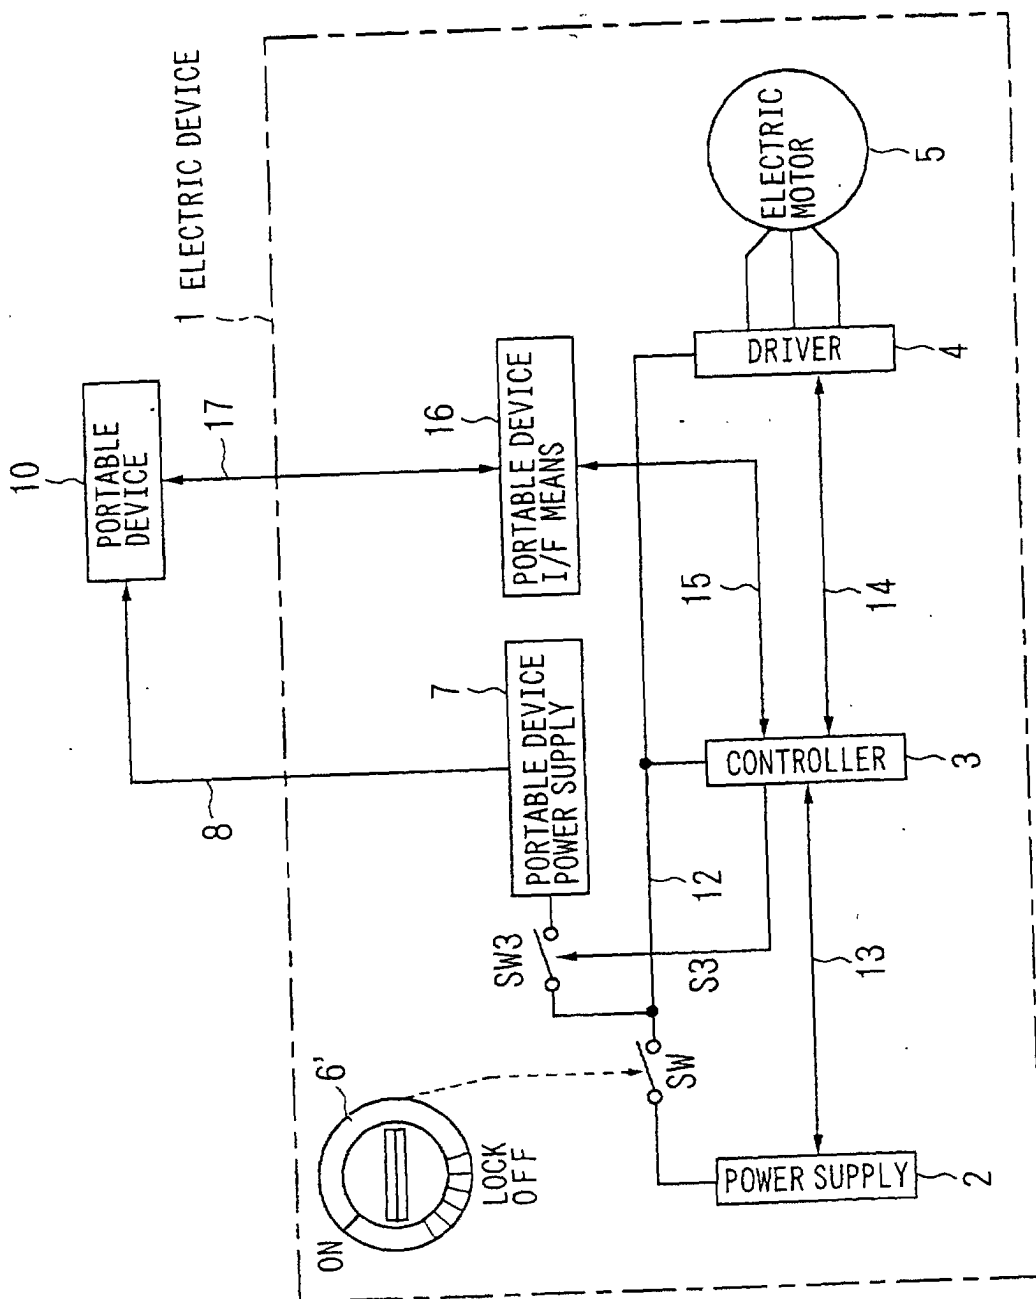 1 ELECTRIC DEVICE
10
PORTABLE
DEVICE
17
8
6'
ON
LOCK
OFF
SW3
7
PORTABLE DEVICE
POWER SUPPLY
16
PORTABLE DEVICE
I/F MEANS
SW
S3
12
15
14
13
POWER SUPPLY
2
CONTROLLER
3
DRIVER
4
ELECTRIC
MOTOR
5